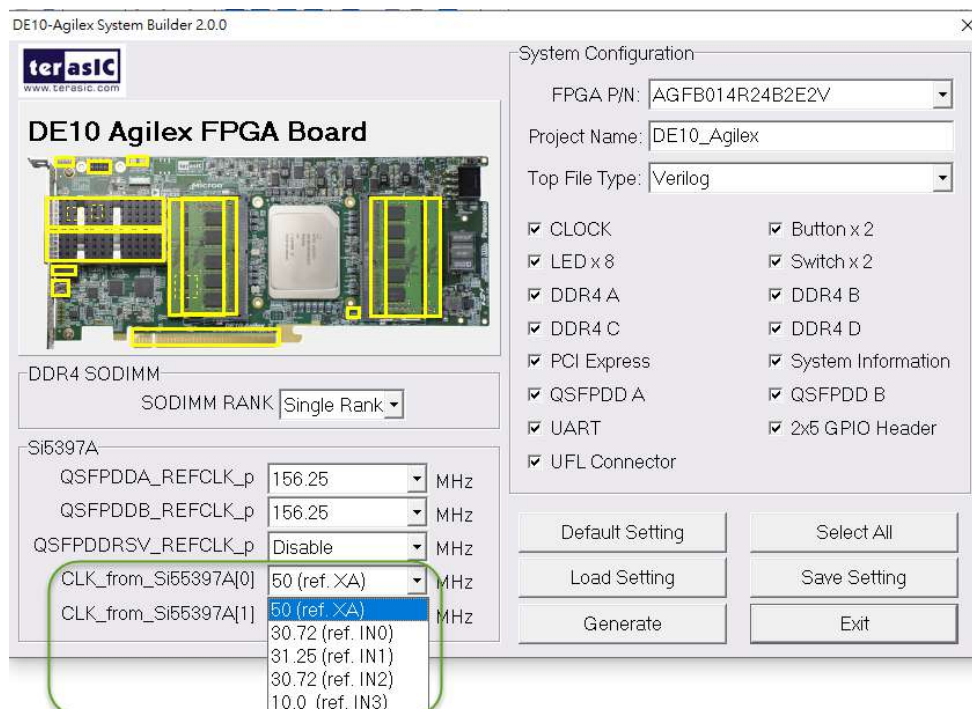 DE10-Agilex System Builder 2.0.0
terasIC
www.terasic.com
DE10 Agilex FPGA Board
DDR4 SODIMM
SODIMM RANK Single Rank
Si5397A
QSFPDDA_REFCLK_p 156.25 MHz
QSFPDDB_REFCLK_p 156.25 MHz
QSFPDDRSV_REFCLK_p Disable MHz
CLK_from_Si55397A[0] 50 (ref. XA) MHz
CLK_from_Si55397A[1] MHz
50 (ref. XA)
30.72 (ref. IN0)
31.25 (ref. IN1)
30.72 (ref. IN2)
10.0 (ref. IN3)
System Configuration
FPGA P/N: AGFB014R24B2E2V
Project Name: DE10_Agilex
Top File Type: Verilog
CLOCK Button x 2
LED x 8 Switch x 2
DDR4 A DDR4 B
DDR4 C DDR4 D
PCI Express System Information
QSFPDD A QSFPDD B
UART 2x5 GPIO Header
UFL Connector
Default Setting Select All
Load Setting Save Setting
Generate Exit